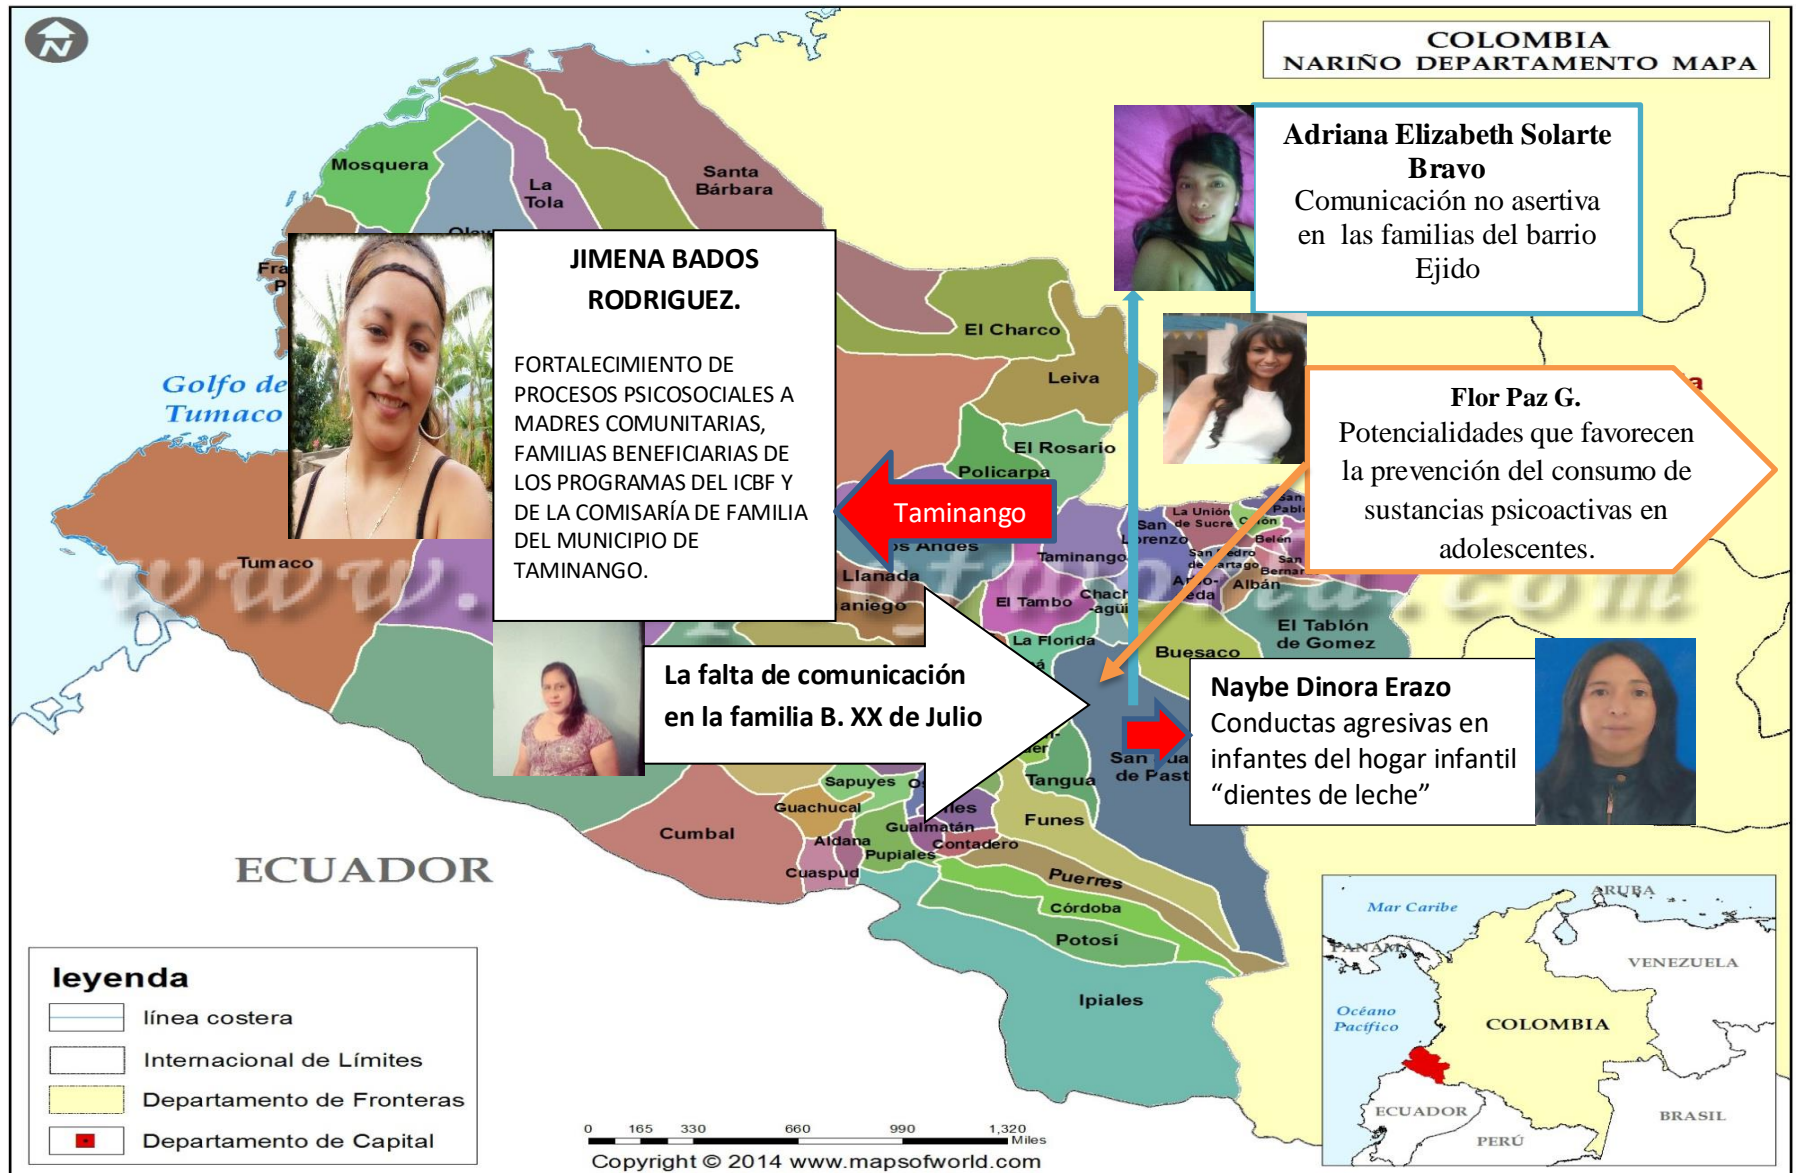 COLOMBIA
NARIÑO DEPARTAMENTO MAPA
N
Adriana Elizabeth Solarte
Bravo
Comunicación no asertiva
en las familias del barrio
Ejido
Mosquera
La
Tola
Santa
Bárbara
JIMENA BADOS
RODRIGUEZ.
FORTALECIMIENTO DE
PROCESOS PSICOSOCIALES A
MADRES COMUNITARIAS,
FAMILIAS BENEFICIARIAS DE
LOS PROGRAMAS DEL ICBF Y
DE LA COMISARÍA DE FAMILIA
DEL MUNICIPIO DE
TAMINANGO.
Golfo de
Tumaco
El Charco
Leiva
El Rosario
Policarpa
Flor Paz G.
Potencialidades que favorecen
la prevención del consumo de
sustancias psicoactivas en
adolescentes.
Taminango
Tumaco
Taminango
San
Lorenzo
La Unión
de Sucre
Belén
Albán
Llanada
El Tambo
El Tablón
de Gomez
La Florida
Buesaco
La falta de comunicación
en la familia B. XX de Julio
Naybe Dinora Erazo
Conductas agresivas en
infantes del hogar infantil
“dientes de leche”
Tangua
Sapuyes
Guachucal
Cumbal
Aldana
Gualmatán
Contadero
Pupiales
Cuaspud
Funes
Puerres
Córdoba
Potosí
Ipiales
ECUADOR
leyenda
línea costera
Internacional de Límites
Departamento de Fronteras
Departamento de Capital
0 165 330 660 990 1,320
Miles
Copyright © 2014 www.mapsofworld.com
ARUBA
Mar Caribe
PANAMÁ
VENEZUELA
Océano
Pacífico
COLOMBIA
ECUADOR
PERÚ
BRASIL